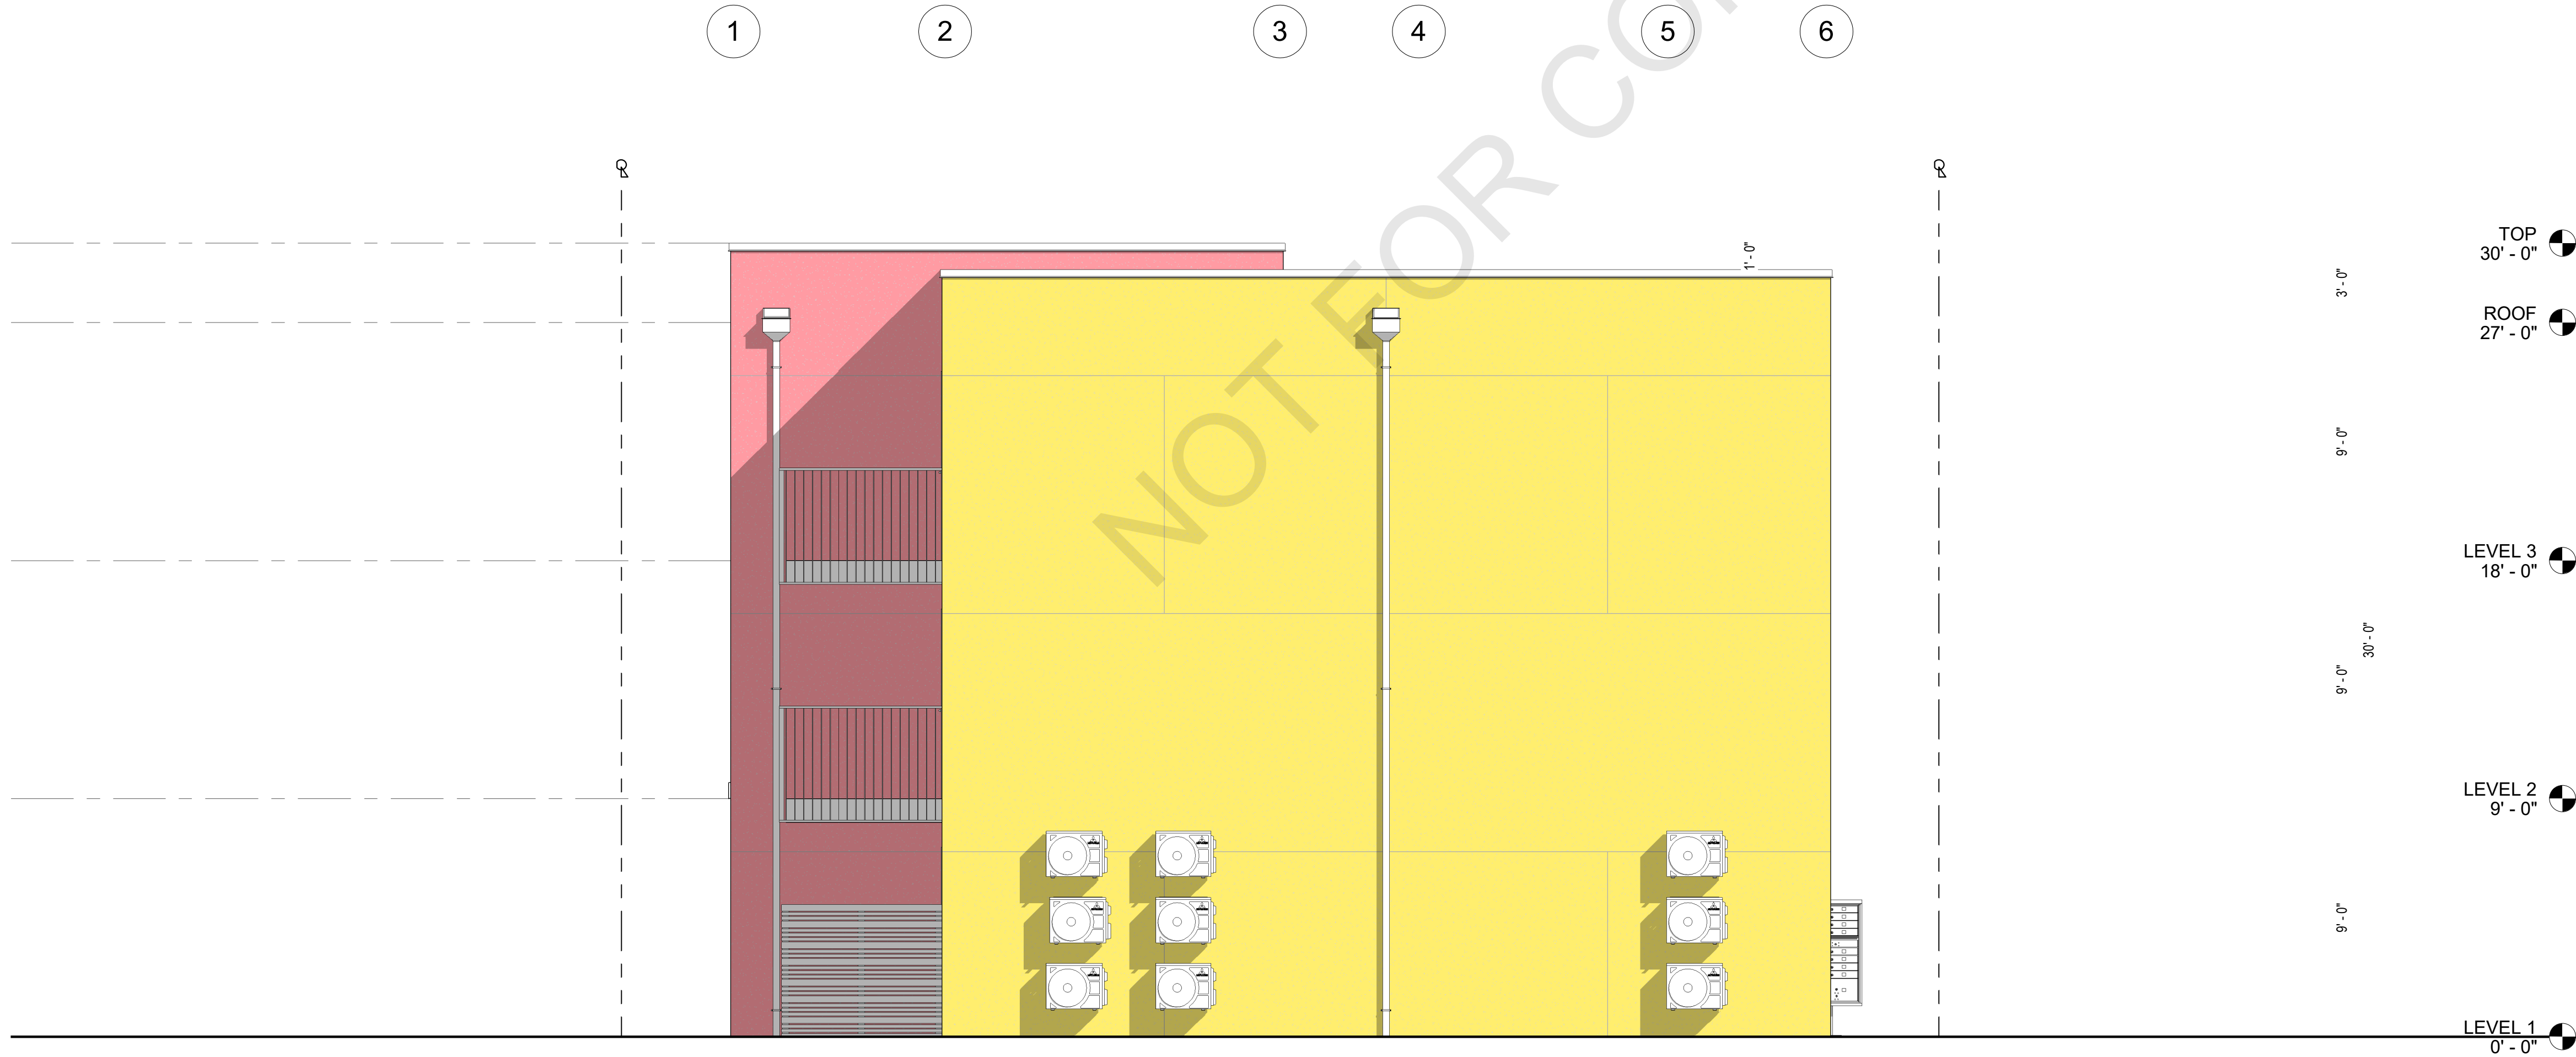 1
2
3
4
5
6
TOP
30' - 0"
1' - 0"
3' - 0"
ROOF
27' - 0"
9' - 0"
LEVEL 3
18' - 0"
30' - 0"
9' - 0"
LEVEL 2
9' - 0"
9' - 0"
LEVEL 1
0' - 0"
NOT FOR CO